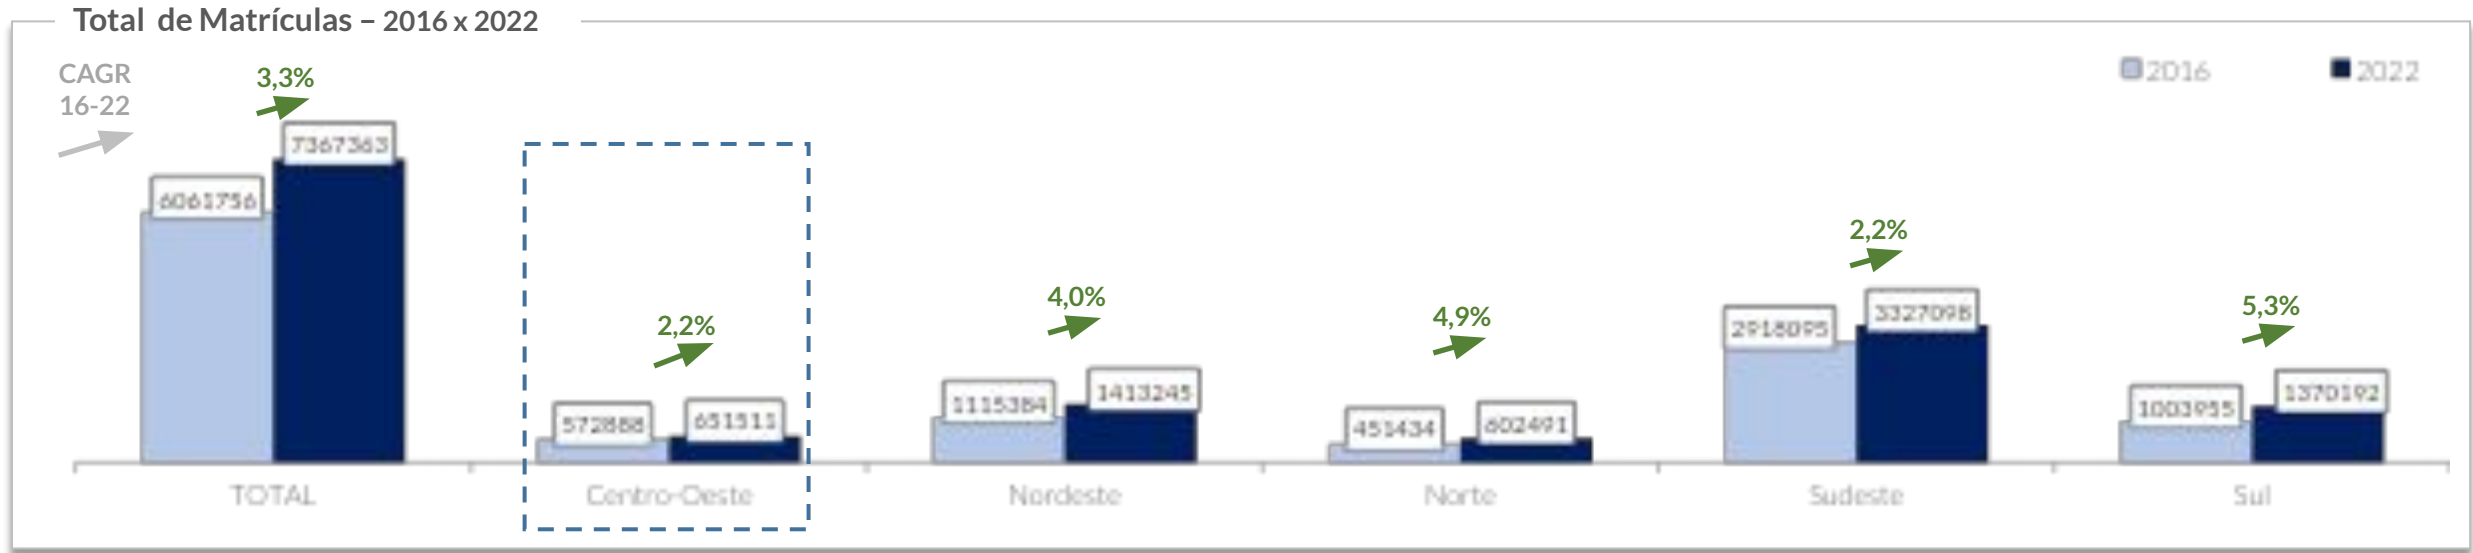 Total de Matrículas – 2016 x 2022
CAGR
16-22
3,3%
2016
2022
6061756
7367363
2,2%
572888
651511
4,0%
1115384
1413245
4,9%
451434
602491
2,2%
2918095
3327098
5,3%
1003955
1370192
TOTAL
Centro-Oeste
Nordeste
Norte
Sudeste
Sul